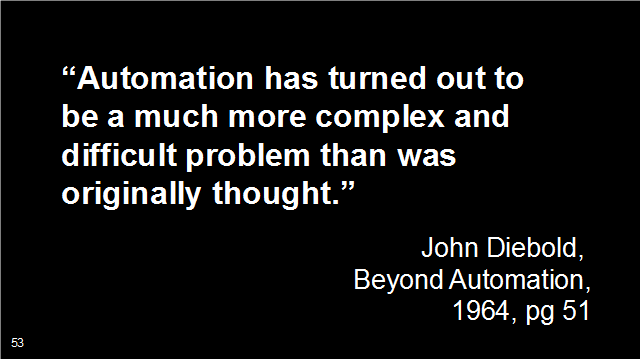 “Automation has turned out to
be a much more complex and
difficult problem than was
originally thought.”
John Diebold,
Beyond Automation,
1964, pg 51
53